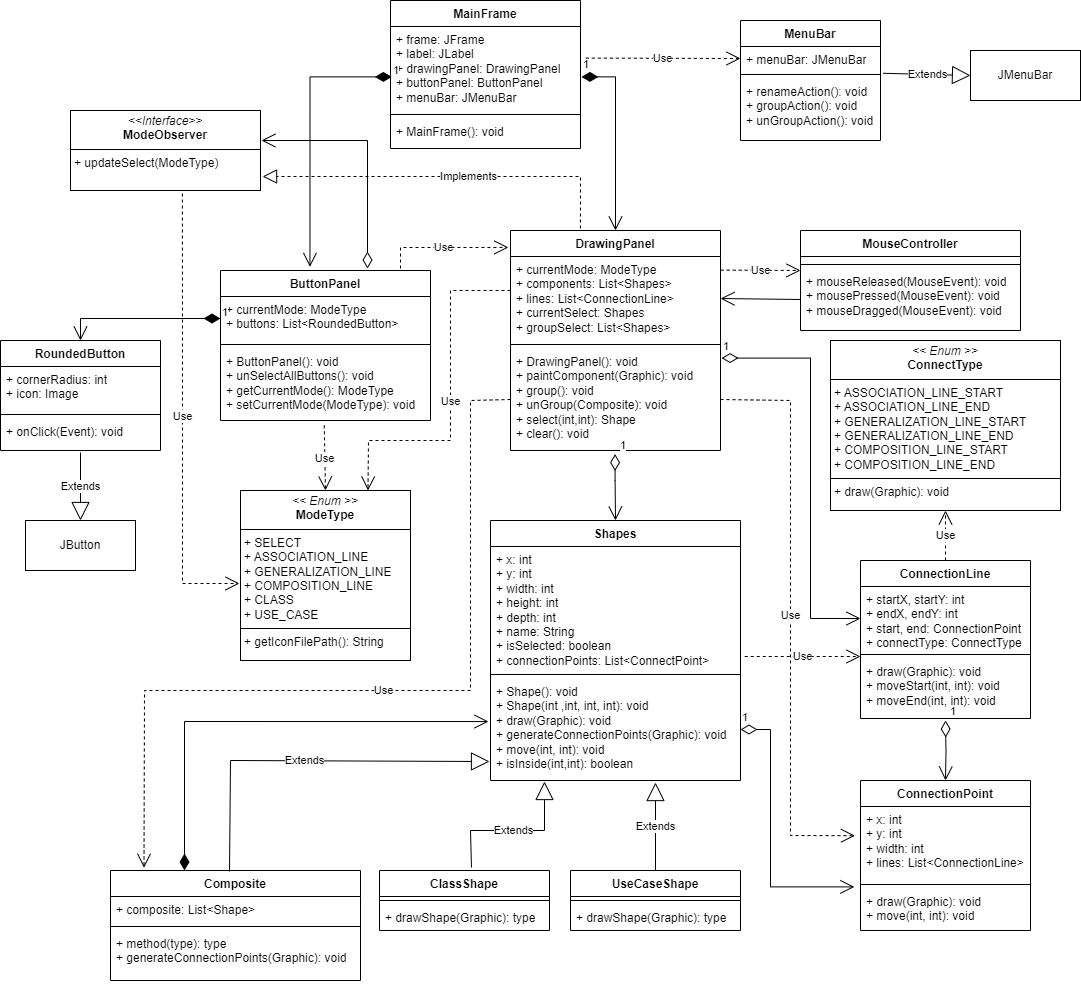 MainFrame
+ frame: JFrame
+ label: JLabel
+ drawingPanel: DrawingPanel
+ buttonPanel: ButtonPanel
+ menuBar: JMenuBar
+ MainFrame(): void
1
1
Use
MenuBar
+ menuBar: JMenuBar
+ renameAction(): void
+ groupAction(): void
+ unGroupAction(): void
Extends
JMenuBar
<<Interface>>
ModeObserver
+ updateSelect(ModeType)
Implements
Use
Use
ButtonPanel
+ currentMode: ModeType
+ buttons: List<RoundedButton>
+ ButtonPanel(): void
+ unSelectAllButtons(): void
+ getCurrentMode(): ModeType
+ setCurrentMode(ModeType): void
1
Use
Use
DrawingPanel
+ currentMode: ModeType
+ components: List<Shapes>
+ lines: List<ConnectionLine>
+ currentSelect: Shapes
+ groupSelect: List<Shapes>
+ DrawingPanel(): void
+ paintComponent(Graphic): void
+ group(): void
+ unGroup(Composite): void
+ select(int,int): Shape
+ clear(): void
1
1
Use
MouseController
+ mouseReleased(MouseEvent): void
+ mousePressed(MouseEvent): void
+ mouseDragged(MouseEvent): void
RoundedButton
+ cornerRadius: int
+ icon: Image
+ onClick(Event): void
Extends
JButton
<< Enum >>
ConnectType
+ ASSOCIATION_LINE_START
+ ASSOCIATION_LINE_END
+ GENERALIZATION_LINE_START
+ GENERALIZATION_LINE_END
+ COMPOSITION_LINE_START
+ COMPOSITION_LINE_END
+ draw(Graphic): void
Use
<< Enum >>
ModeType
+ SELECT
+ ASSOCIATION_LINE
+ GENERALIZATION_LINE
+ COMPOSITION_LINE
+ CLASS
+ USE_CASE
+ getIconFilePath(): String
Shapes
+ x: int
+ y: int
+ width: int
+ height: int
+ depth: int
+ name: String
+ isSelected: boolean
+ connectionPoints: List<ConnectPoint>
+ Shape(): void
+ Shape(int ,int, int, int): void
+ draw(Graphic): void
+ generateConnectionPoints(Graphic): void
+ move(int, int): void
+ isInside(int,int): boolean
1
Use
Use
Use
ConnectionLine
+ startX, startY: int
+ endX, endY: int
+ start, end: ConnectionPoint
+ connectType: ConnectType
+ draw(Graphic): void
+ moveStart(int, int): void
+ moveEnd(int, int): void
1
ConnectionPoint
+ x: int
+ y: int
+ width: int
+ lines: List<ConnectionLine>
+ draw(Graphic): void
+ move(int, int): void
Extends
Extends
Extends
Composite
+ composite: List<Shape>
+ method(type): type
+ generateConnectionPoints(Graphic): void
ClassShape
+ drawShape(Graphic): type
UseCaseShape
+ drawShape(Graphic): type